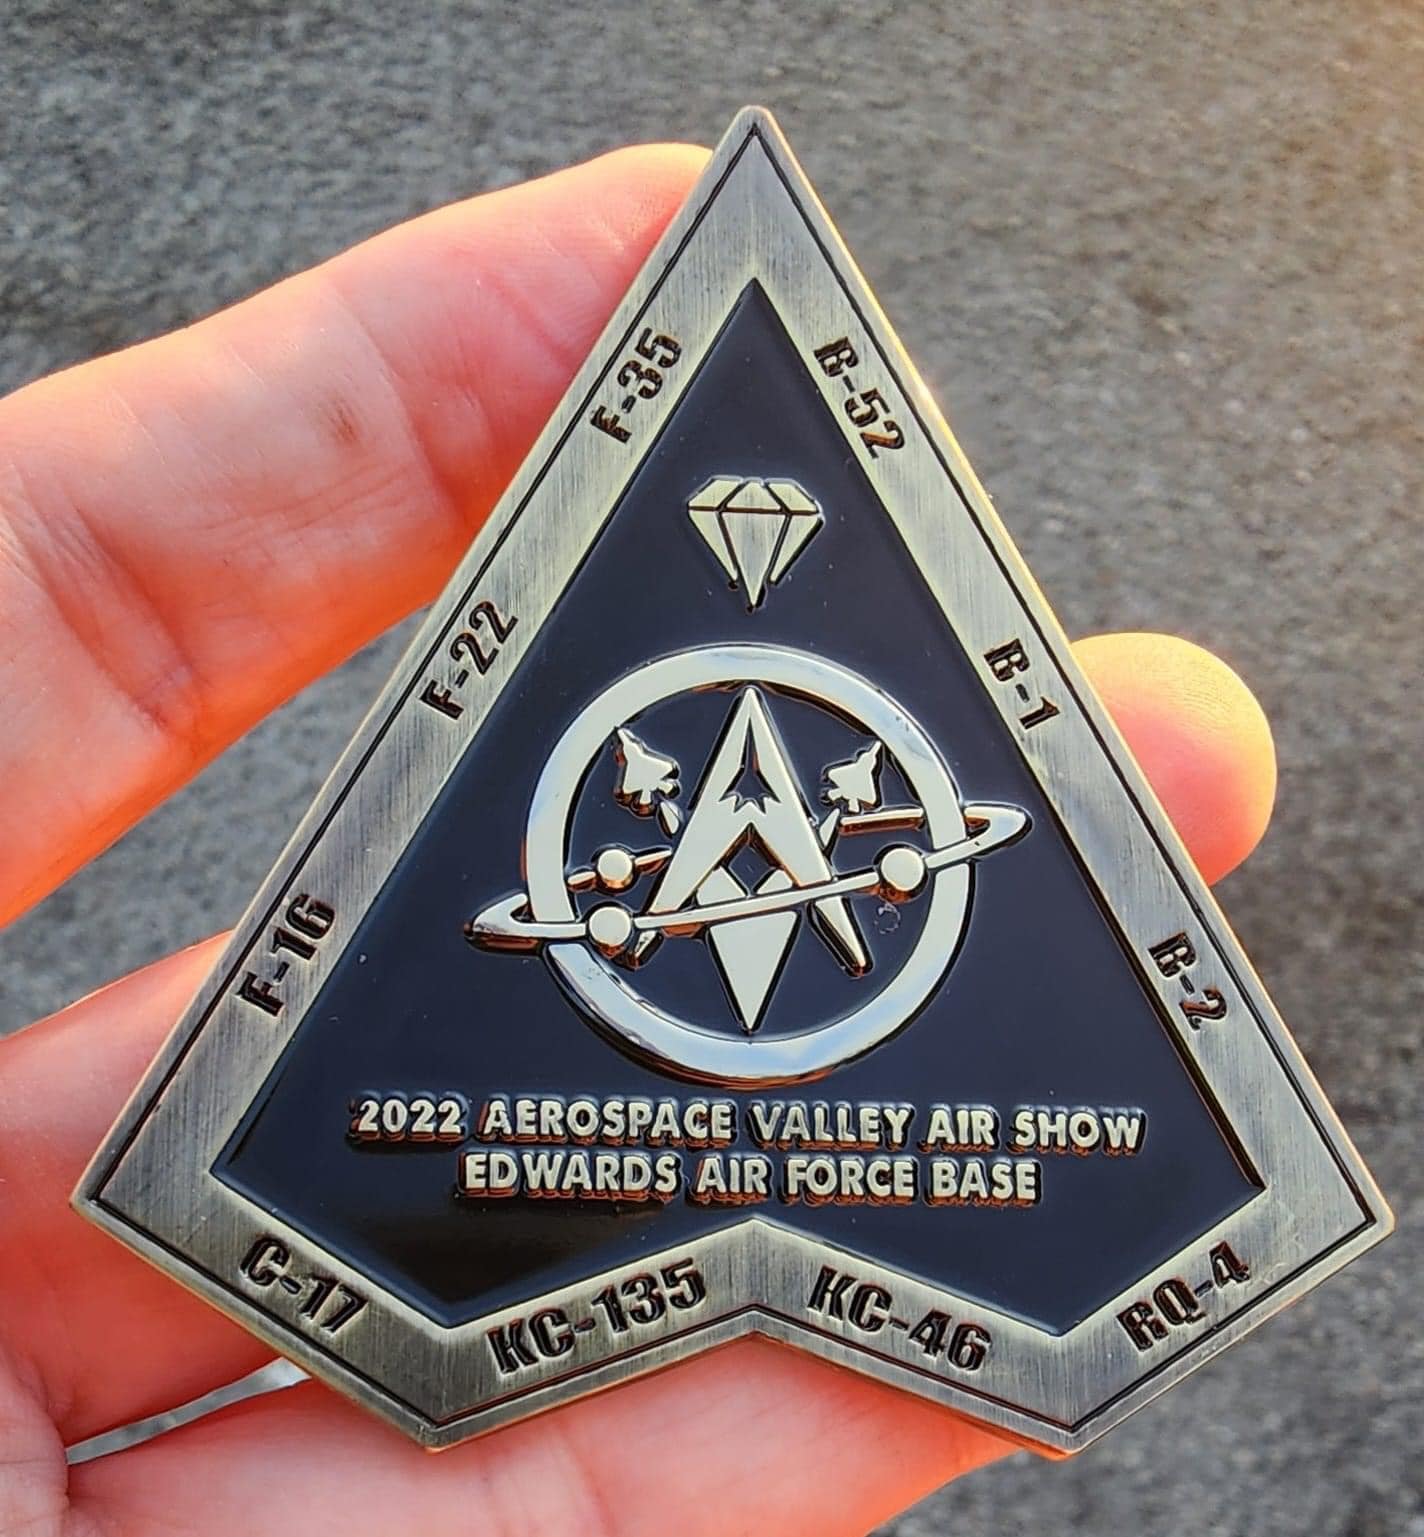 F-35
B-52
F-22
B-1
F-16
B-2
2022 AEROSPACE VALLEY AIR SHOW
EDWARDS AIR FORCE BASE
C-17
KC-135
KC-46
RQ-4